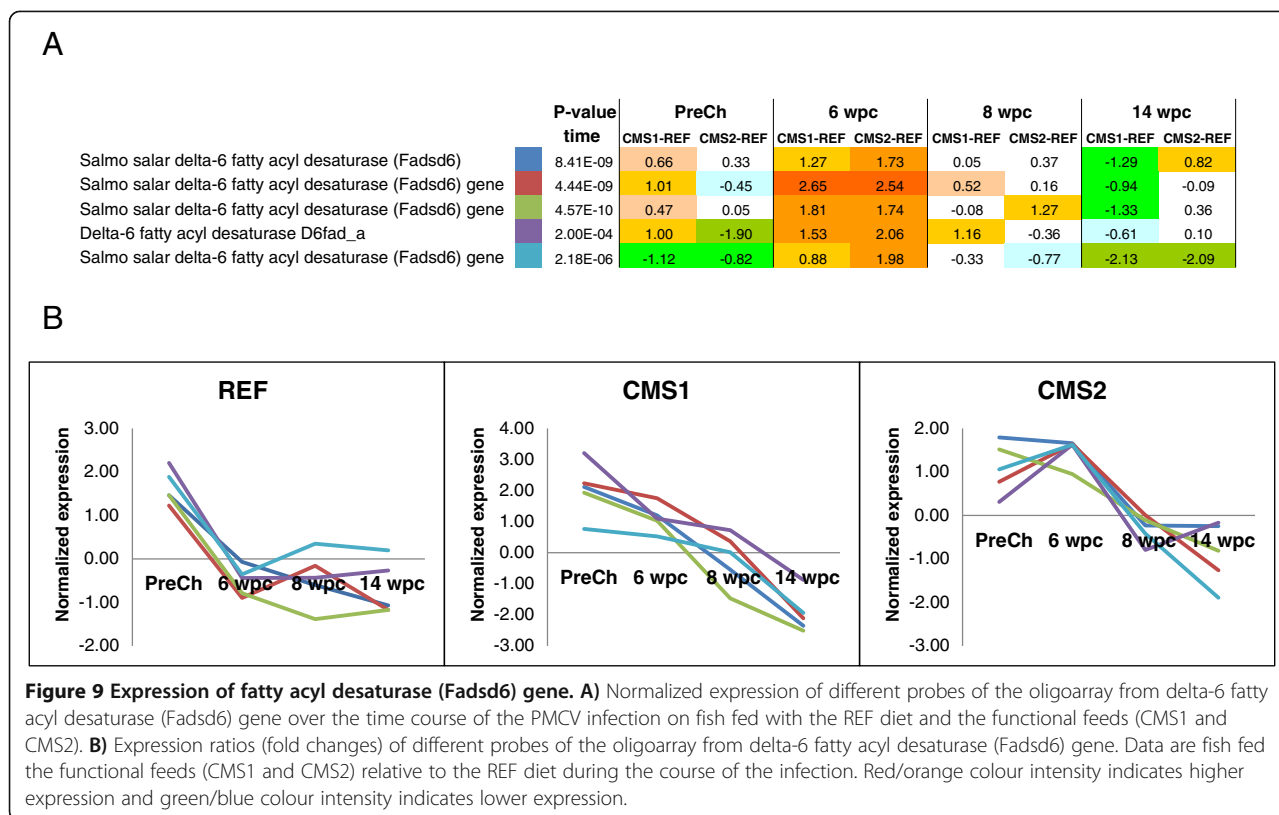 A
P-value time PreCh 6 wpc 8 wpc 14 wpc
CMS1-REF CMS2-REF CMS1-REF CMS2-REF CMS1-REF CMS2-REF CMS1-REF CMS2-REF
Salmo salar delta-6 fatty acyl desaturase (Fadsd6) 8.41E-09 0.66 0.33 1.27 1.73 0.05 0.37 -1.29 0.82
Salmo salar delta-6 fatty acyl desaturase (Fadsd6) gene 4.44E-09 1.01 -0.45 2.65 2.54 0.52 0.16 -0.94 -0.09
Salmo salar delta-6 fatty acyl desaturase (Fadsd6) gene 4.57E-10 0.47 0.05 1.81 1.74 -0.08 1.27 -1.33 0.36
Delta-6 fatty acyl desaturase D6fad_a 2.00E-04 1.00 -1.90 1.53 2.06 1.16 -0.36 -0.61 0.10
Salmo salar delta-6 fatty acyl desaturase (Fadsd6) gene 2.18E-06 -1.12 -0.82 0.88 1.98 -0.33 -0.77 -2.13 -2.09
B
REF
Normalized expression
3.00
2.00
1.00
0.00
-1.00
-2.00
PreCh 6 wpc 8 wpc 14 wpc
CMS1
Normalized expression
4.00
3.00
2.00
1.00
0.00
-1.00
-2.00
-3.00
PreCh 6 wpc 8 wpc 14 wpc
CMS2
Normalized expression
2.00
1.00
0.00
-1.00
-2.00
-3.00
PreCh 6 wpc 8 wpc 14 wpc
Figure 9 Expression of fatty acyl desaturase (Fadsd6) gene. A) Normalized expression of different probes of the oligoarray from delta-6 fatty
acyl desaturase (Fadsd6) gene over the time course of the PMCV infection on fish fed with the REF diet and the functional feeds (CMS1 and
CMS2). B) Expression ratios (fold changes) of different probes of the oligoarray from delta-6 fatty acyl desaturase (Fadsd6) gene. Data are fish fed
the functional feeds (CMS1 and CMS2) relative to the REF diet during the course of the infection. Red/orange colour intensity indicates higher
expression and green/blue colour intensity indicates lower expression.